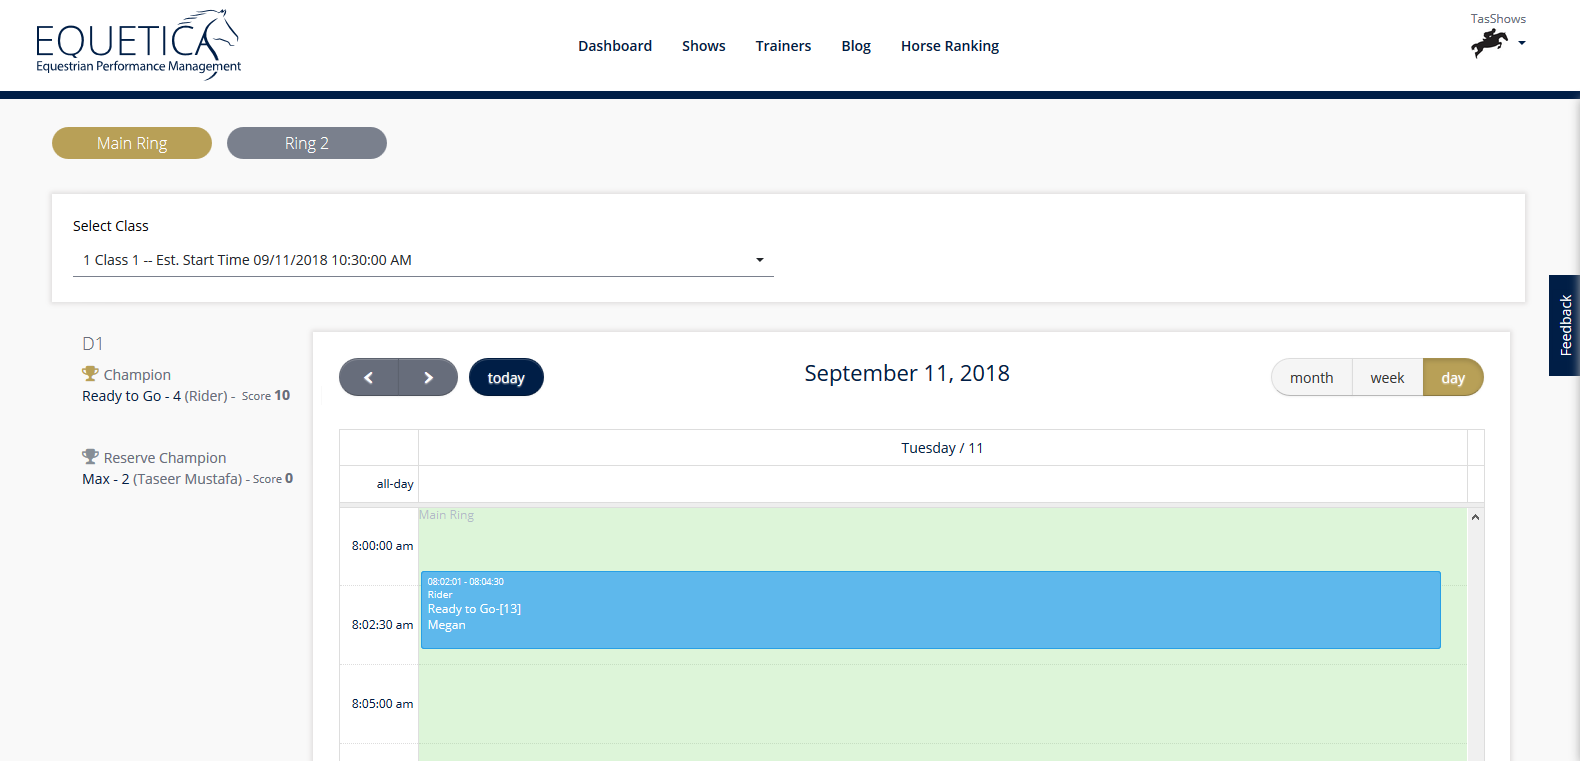 EQUETICA
Equestrian Performance Management
Dashboard Shows Trainers Blog Horse Ranking
TasShows
Main Ring Ring 2
Select Class
1 Class 1 -- Est. Start Time 09/11/2018 10:30:00 AM
Feedback
D1
Champion
Ready to Go - 4 (Rider) - Score 10
Reserve Champion
Max - 2 (Taseer Mustafa) - Score 0
today
September 11, 2018
month week day
Tuesday / 11
all-day
Main Ring
8:00:00 am
08:02:01 - 08:04:30
Rider
Ready to Go-[13]
Megan
8:02:30 am
8:05:00 am